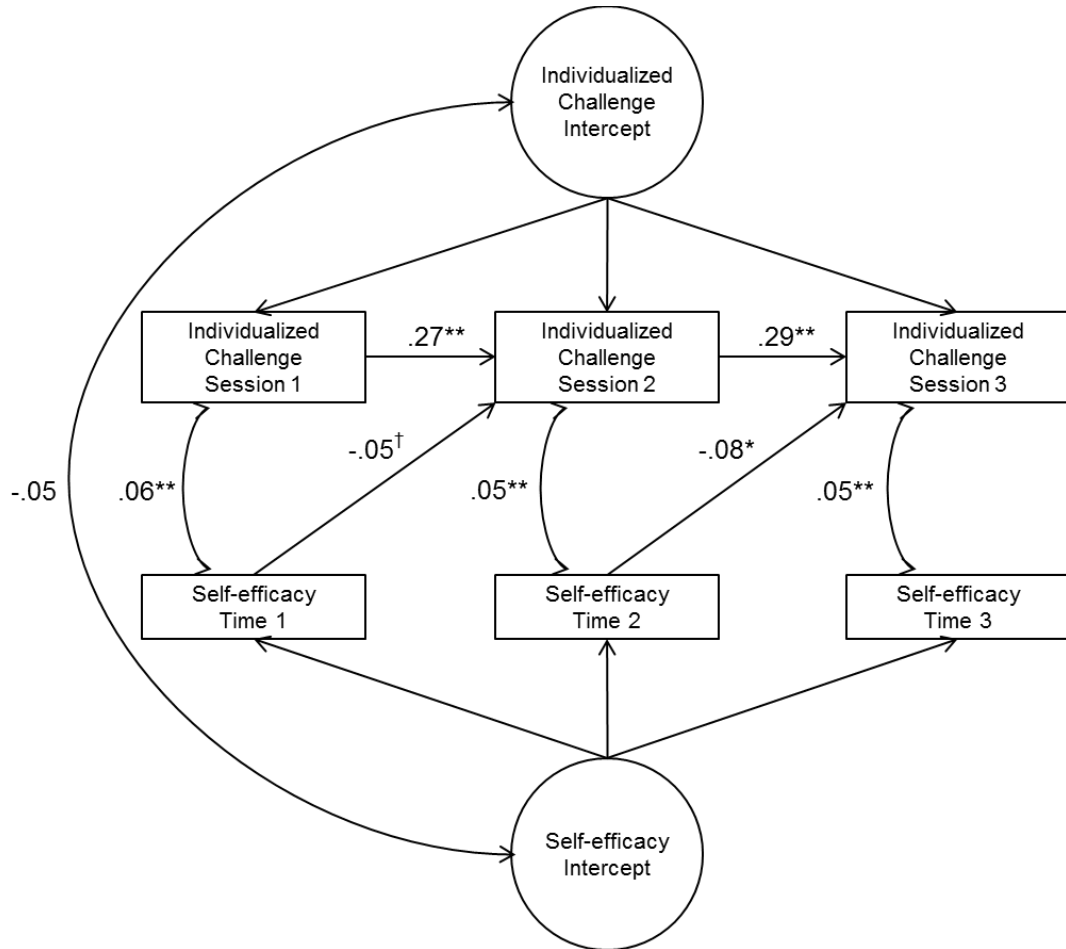 Individualized
Challenge
Intercept
Individualized
Challenge
Session 1
.27**
Individualized
Challenge
Session 2
.29**
Individualized
Challenge
Session 3
-.05
.06**
-.05†
.05**
-.08*
.05**
Self-efficacy
Time 1
Self-efficacy
Time 2
Self-efficacy
Time 3
Self-efficacy
Intercept